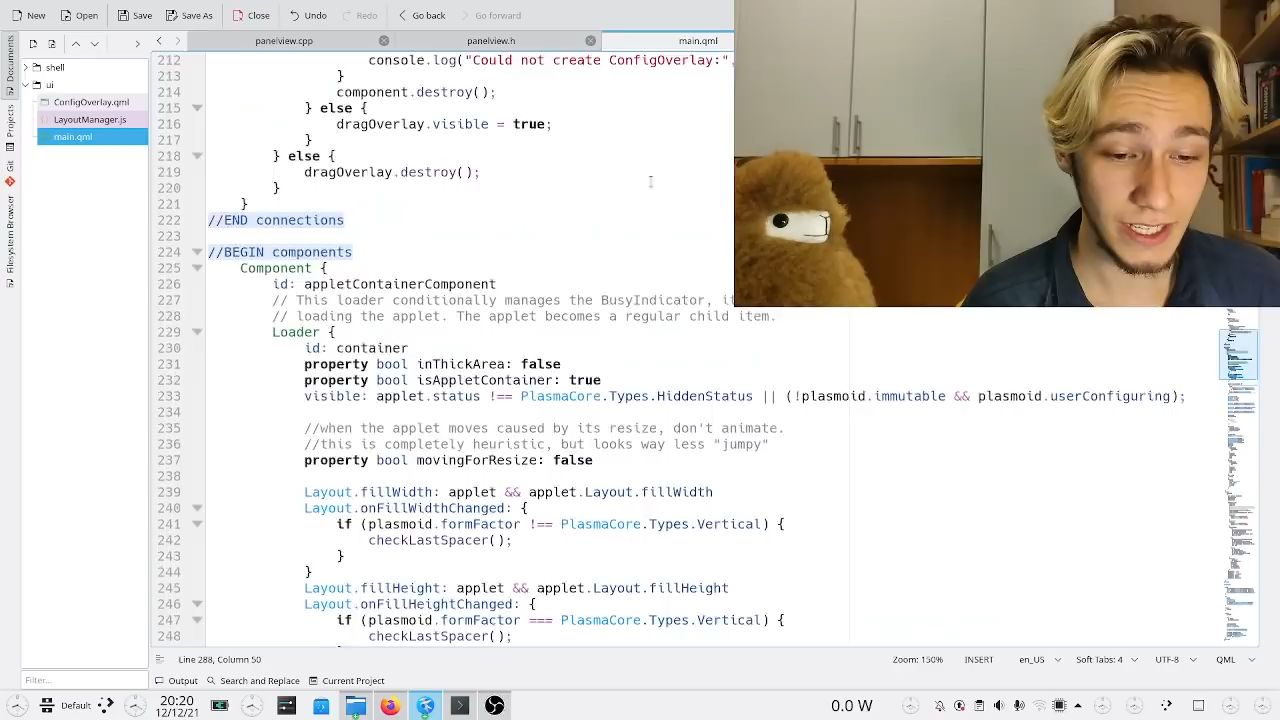 New
Open
Save
Save As
Close
Undo
Redo
Go back
Go forward
panelview.cpp
panelview.h
main.qml
Documents
Projects
Git
Filesystem Browser
shell
ui
ConfigOverlay.qml
LayoutManager.js
main.qml
Filter...
212 console.log("Could not create ConfigOverlay:",
213 }
214 component.destroy();
215 } else {
216 dragOverlay.visible = true;
217 }
218 } else {
219 dragOverlay.destroy();
220 }
221 }
222 //END connections
223
224 //BEGIN components
225 Component {
226 id: appletContainerComponent
227 // This loader conditionally manages the BusyIndicator, it
228 // loading the applet. The applet becomes a regular child item.
229 Loader {
230 id: container
231 property bool inThickArea: false
232 property bool isAppletContainer: true
233 visible: applet.status !== PlasmaCore.Types.HiddenStatus || (!plasmoid.immutable && plasmoid.userConfiguring);
234
235 //when the applet moves caused by its resize, don't animate.
236 //this is completely heuristic, but looks way less "jumpy"
237 property bool movingForResize: false
238
239 Layout.fillWidth: applet && applet.Layout.fillWidth
240 Layout.onFillWidthChanged: {
241 if (plasmoid.formFactor !== PlasmaCore.Types.Vertical) {
242 checkLastSpacer();
243 }
244 }
245 Layout.fillHeight: applet && applet.Layout.fillHeight
246 Layout.onFillHeightChanged: {
247 if (plasmoid.formFactor === PlasmaCore.Types.Vertical) {
248 checkLastSpacer();
Line 288, Column 50
Zoom: 150%
INSERT
en_US
Soft Tabs: 4
UTF-8
QML
Output
Search and Replace
Current Project
Default
20:20
12/12/21
0.0 W